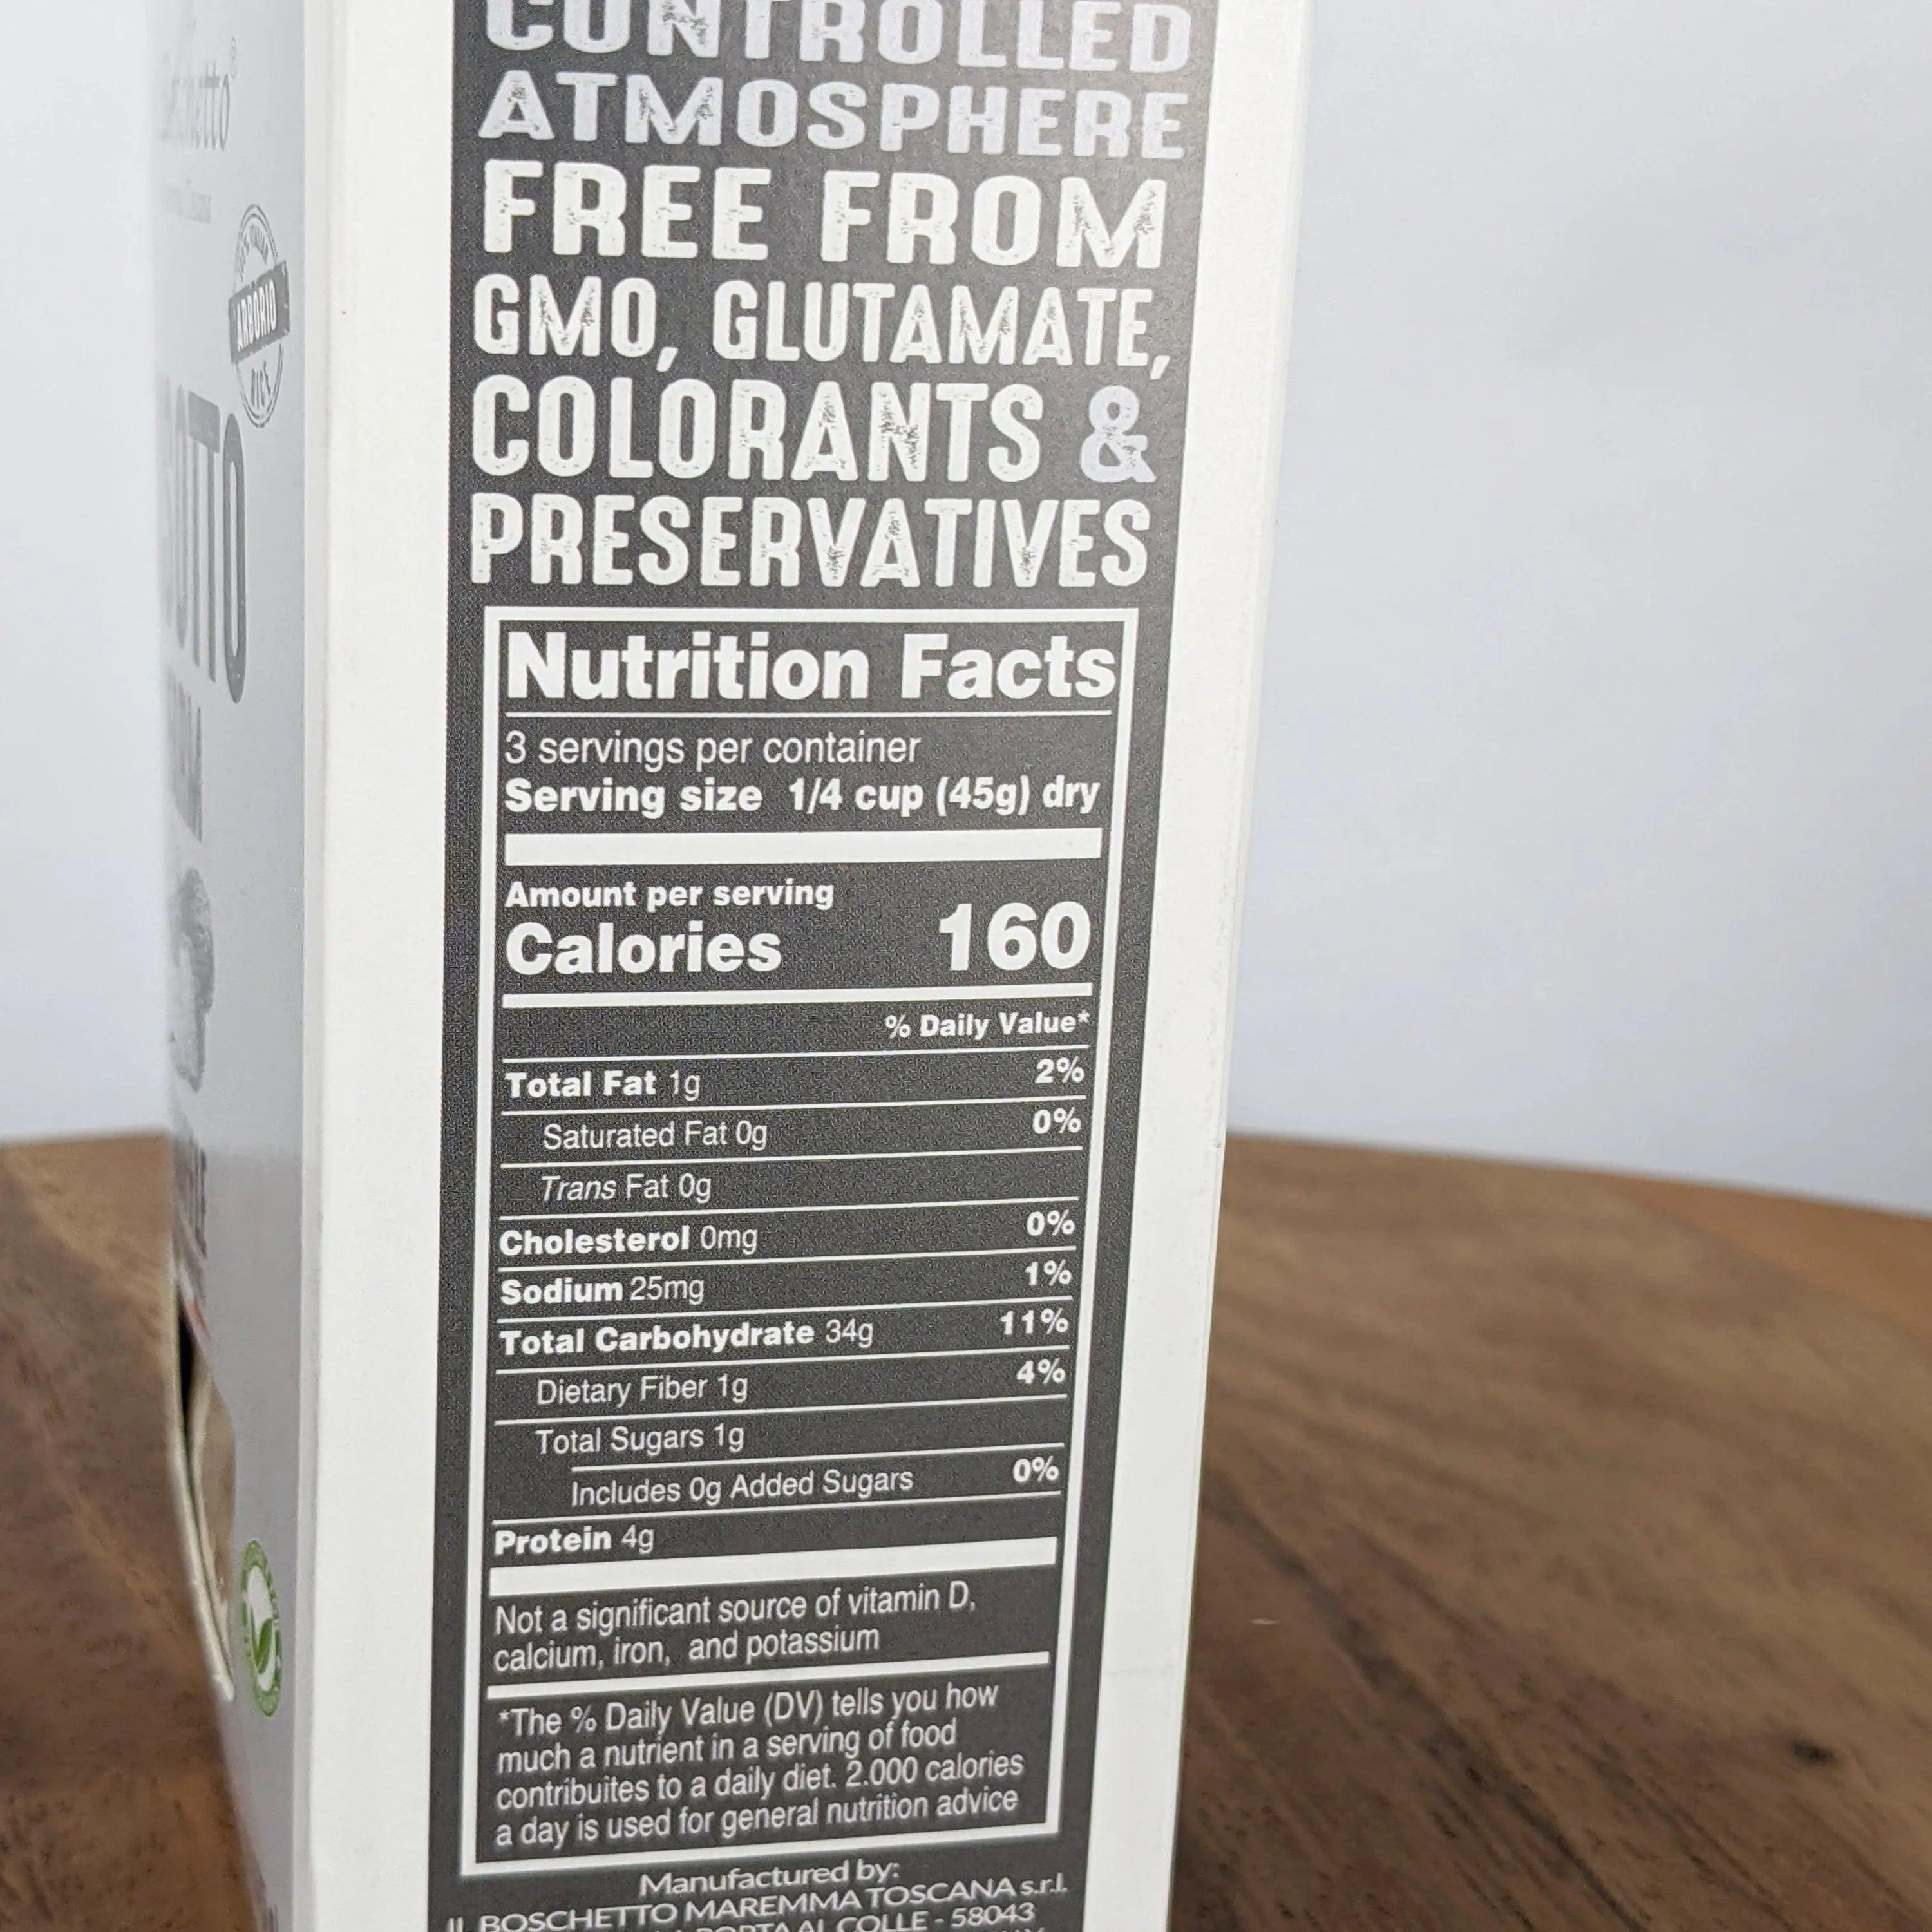 CONTROLLED
ATMOSPHERE
FREE FROM
GMO, GLUTAMATE,
COLORANTS &
PRESERVATIVES
Nutrition Facts
3 servings per container
Serving size 1/4 cup (45g) dry
Amount per serving
Calories 160
% Daily Value*
Total Fat 1g 2%
Saturated Fat 0g 0%
Trans Fat 0g
Cholesterol 0mg 0%
Sodium 25mg 1%
Total Carbohydrate 34g 11%
Dietary Fiber 1g 4%
Total Sugars 1g
Includes 0g Added Sugars 0%
Protein 4g
Not a significant source of vitamin D,
calcium, iron, and potassium
*The % Daily Value (DV) tells you how
much a nutrient in a serving of food
contribuites to a daily diet. 2.000 calories
a day is used for general nutrition advice
Manufactured by:
IL BOSCHETTO MAREMMA TOSCANA s.r.l.
COLLE - 58043
ARBORIO
RICE